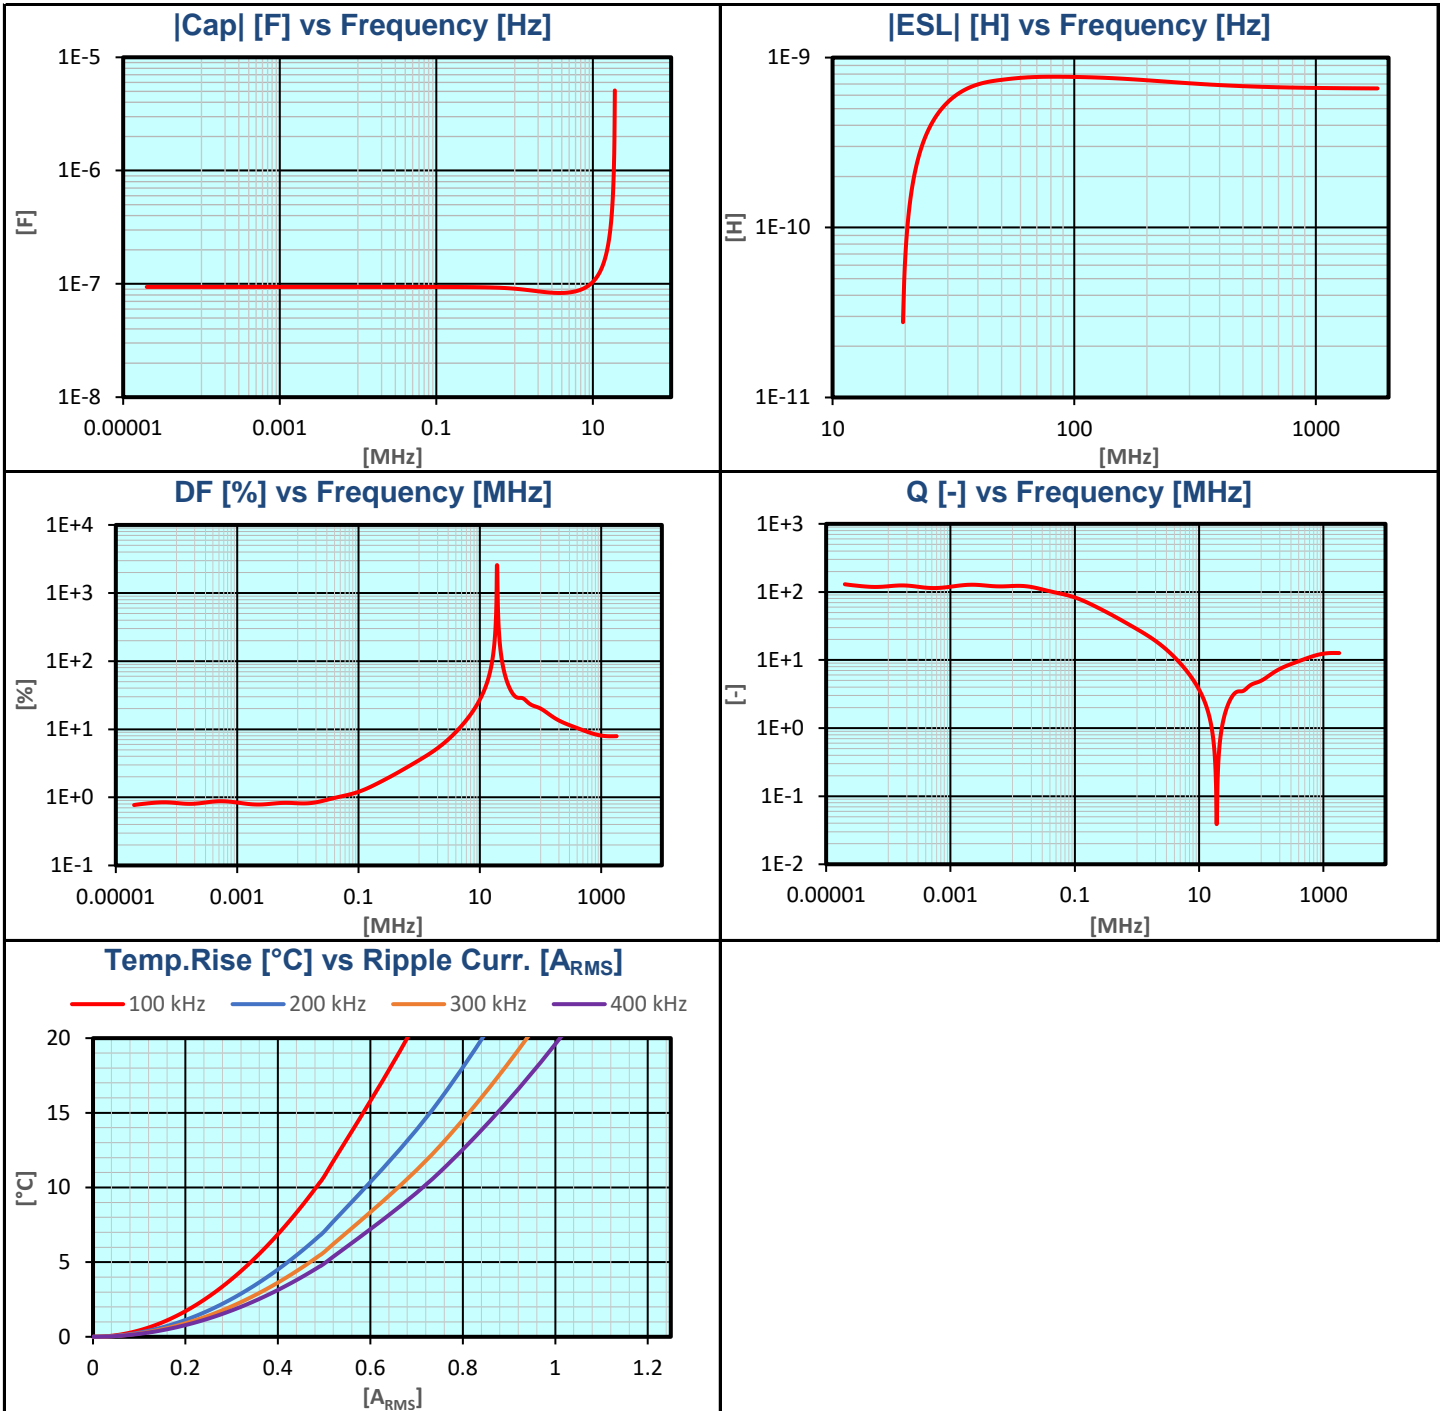 |Cap| [F] vs Frequency [Hz]
1E-5
1E-6
1E-7
1E-8
[F]
0.00001 0.001 0.1 10
[MHz]
|ESL| [H] vs Frequency [Hz]
1E-9
1E-10
1E-11
[H]
10 100 1000
[MHz]
DF [%] vs Frequency [MHz]
1E+4
1E+3
1E+2
1E+1
1E+0
1E-1
[%]
0.00001 0.001 0.1 10 1000
[MHz]
Q [-] vs Frequency [MHz]
1E+3
1E+2
1E+1
1E+0
1E-1
1E-2
[-]
0.00001 0.001 0.1 10 1000
[MHz]
Temp.Rise [°C] vs Ripple Curr. [ARMS]
100 kHz 200 kHz 300 kHz 400 kHz
20
15
10
5
0
[°C]
0 0.2 0.4 0.6 0.8 1 1.2
[ARMS]